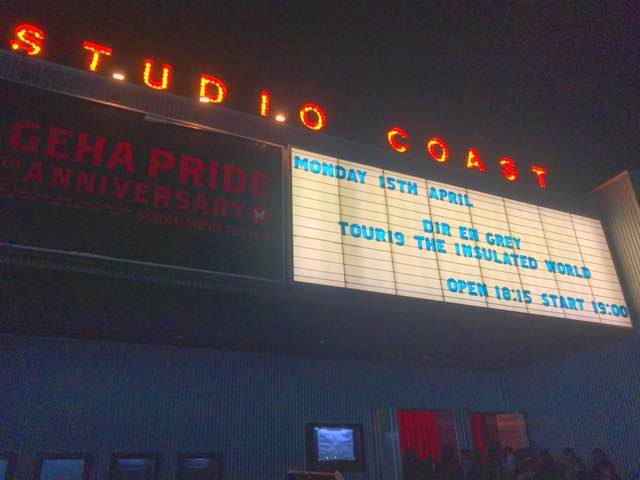 STUDIO COAST
GEHA PRIDE
TH ANNIVERSARY
MONDAY 15TH APRIL
DIR EN GREY
TOUR19 THE INSULATED WORLD
OPEN 18:15 START 19:00